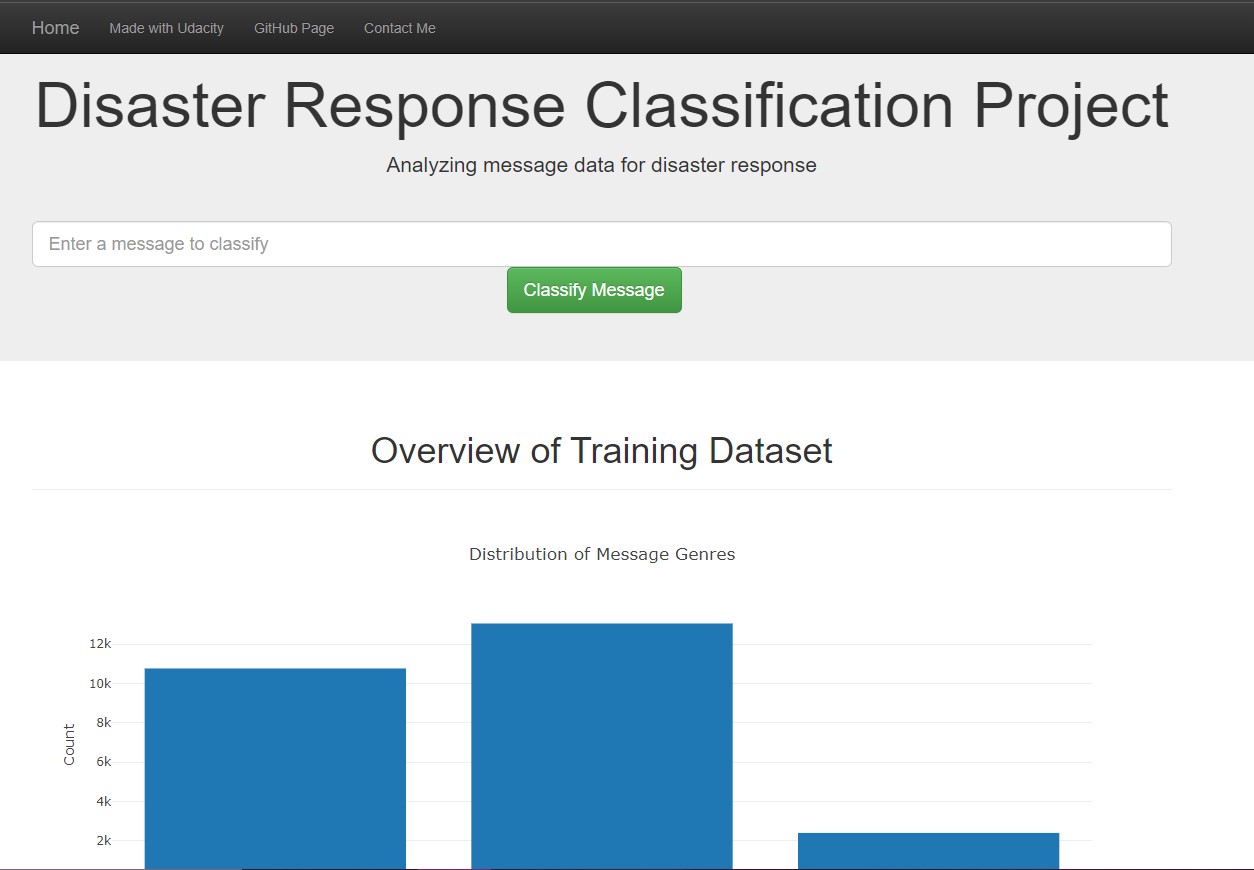 Home Made with Udacity GitHub Page Contact Me
Disaster Response Classification Project
Analyzing message data for disaster response
Enter a message to classify
Classify Message
Overview of Training Dataset
Distribution of Message Genres
12k
10k
8k
6k
4k
2k
Count